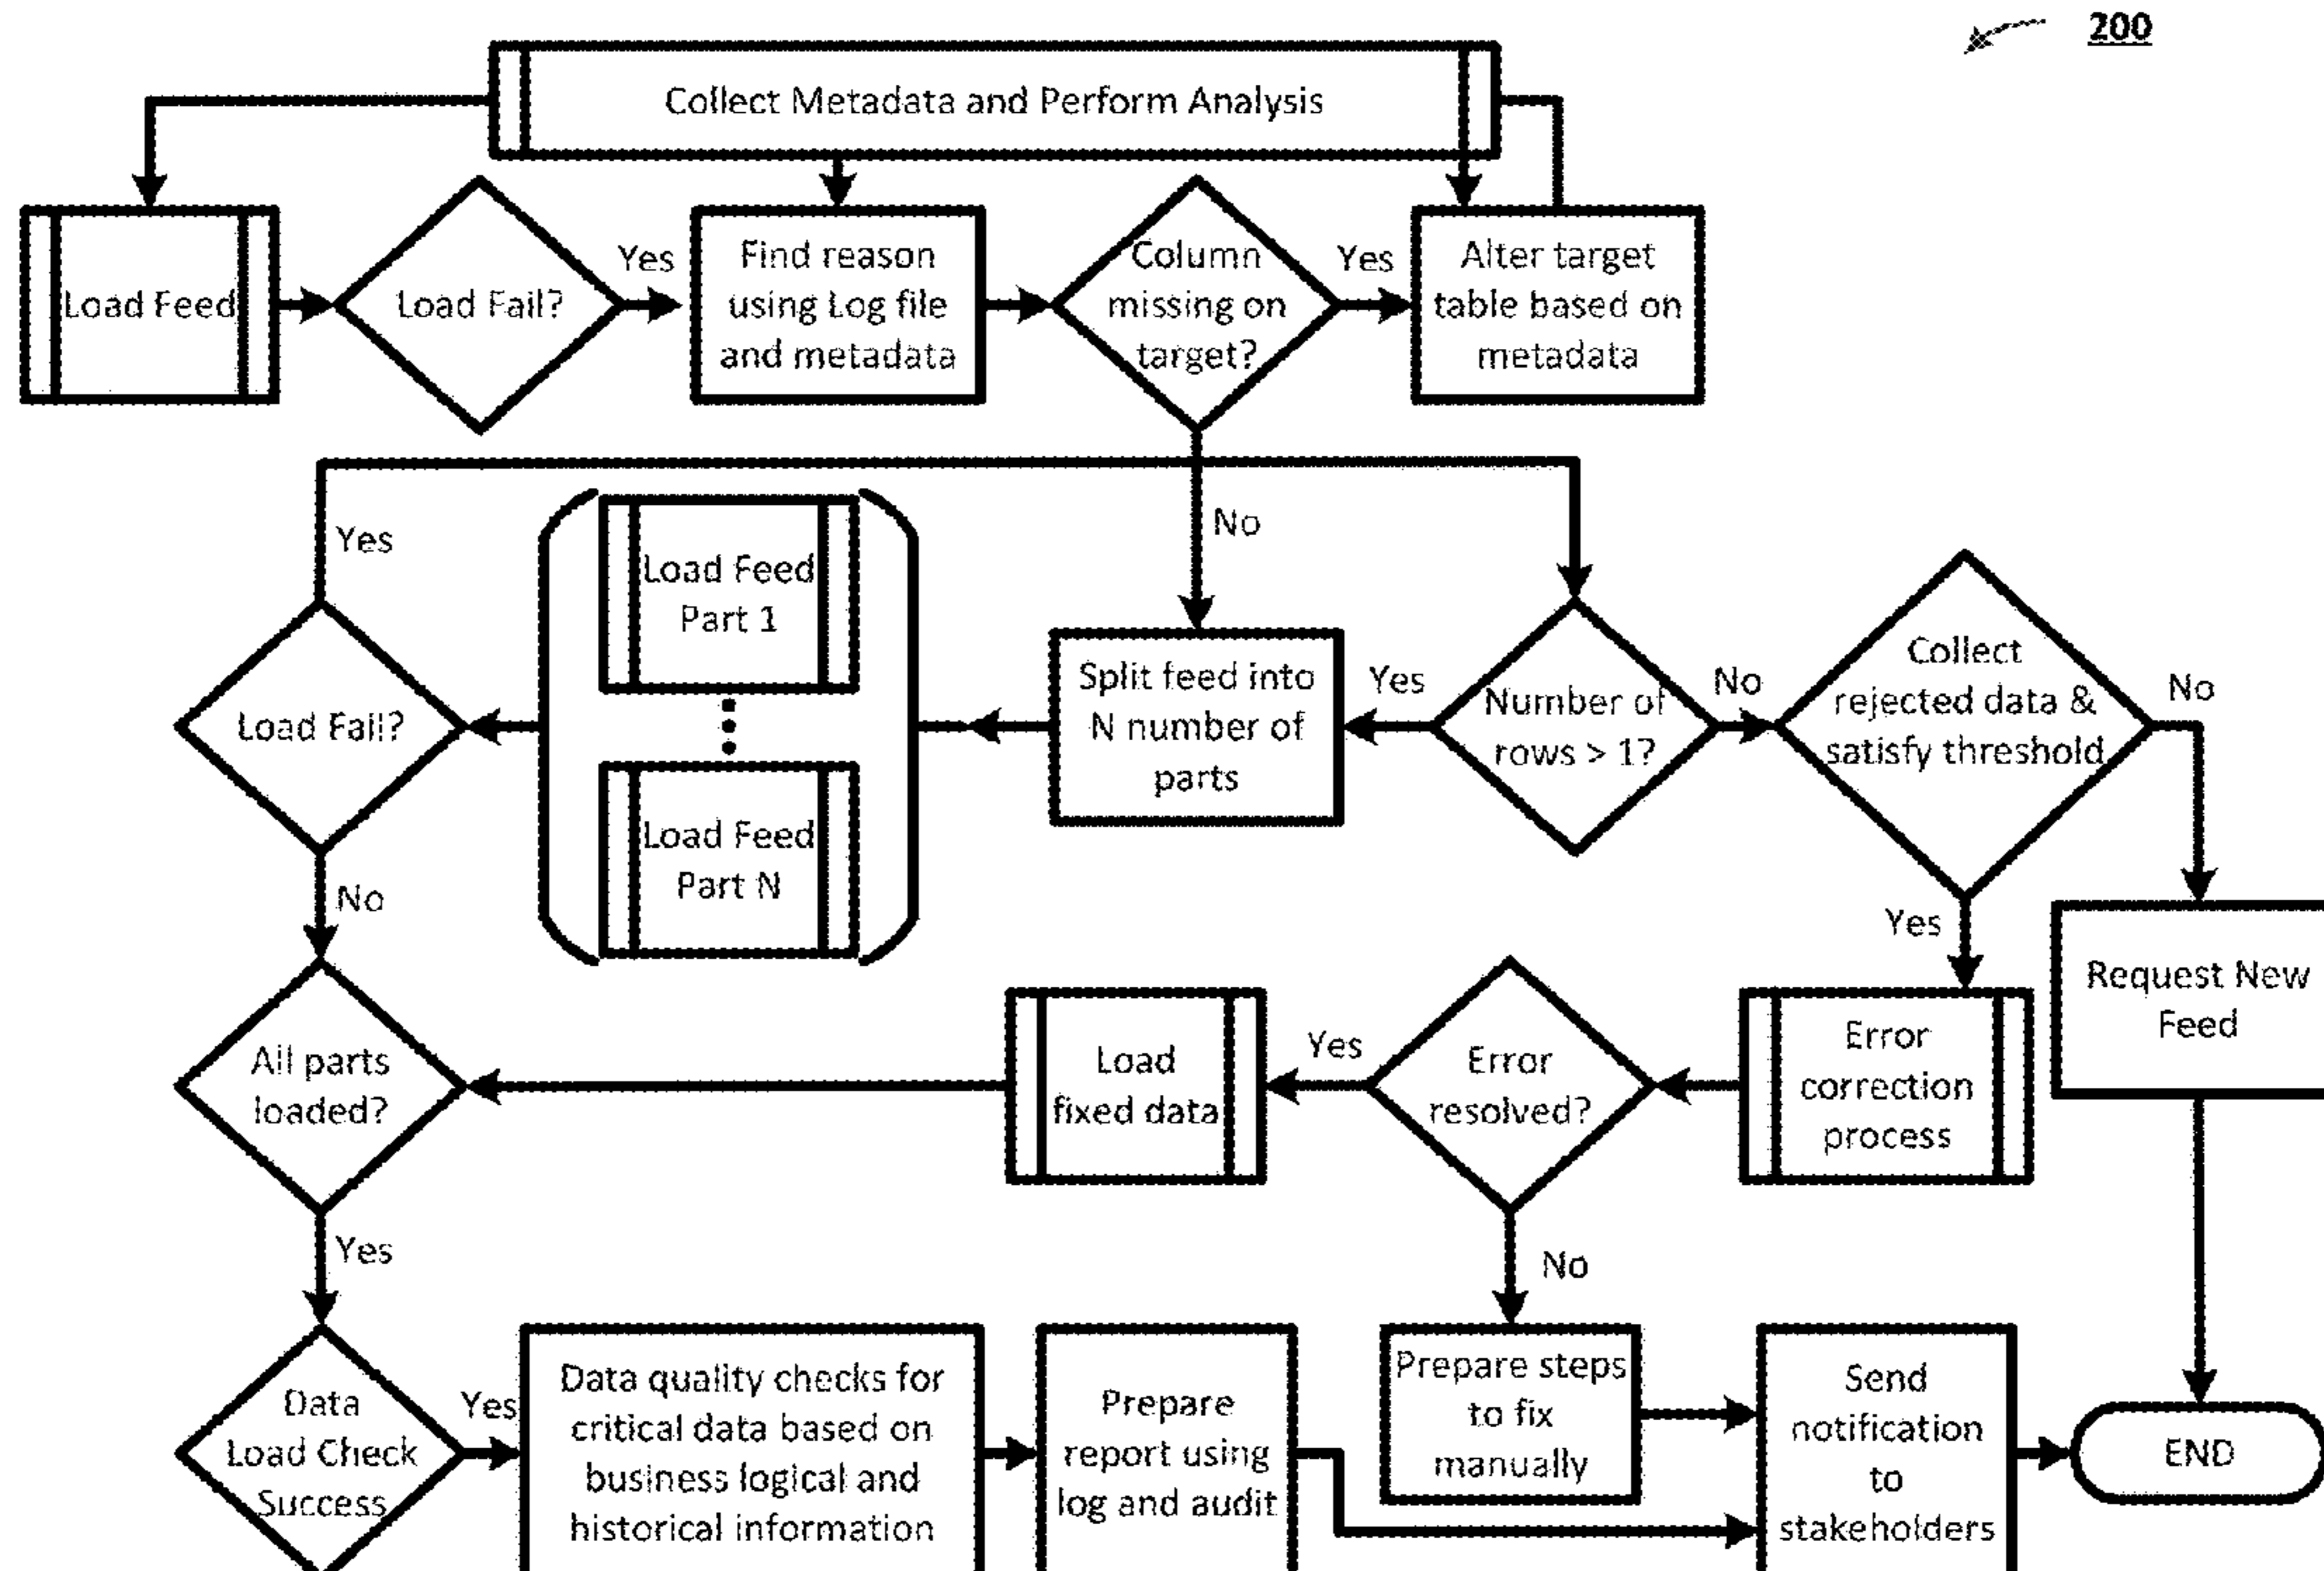 200
Collect Metadata and Perform Analysis
Load Feed
Load Fail?
Yes
Find reason
using Log file
and metadata
Column
missing on
target?
Yes
Alter target
table based on
metadata
Yes
No
Load Feed
Part 1
Load Feed
Part N
Load Fail?
Split feed into
N number of
parts
Yes
Number of
rows > 1?
No
Collect
rejected data &
satisfy threshold
No
No
Yes
Request New
Feed
All parts
loaded?
Load
fixed data
Yes
Error
resolved?
Error
correction
process
Yes
No
Data
Load Check
Success
Yes
Data quality checks for
critical data based on
business logical and
historical information
Prepare
report using
log and audit
Prepare steps
to fix
manually
Send
notification
to
stakeholders
END